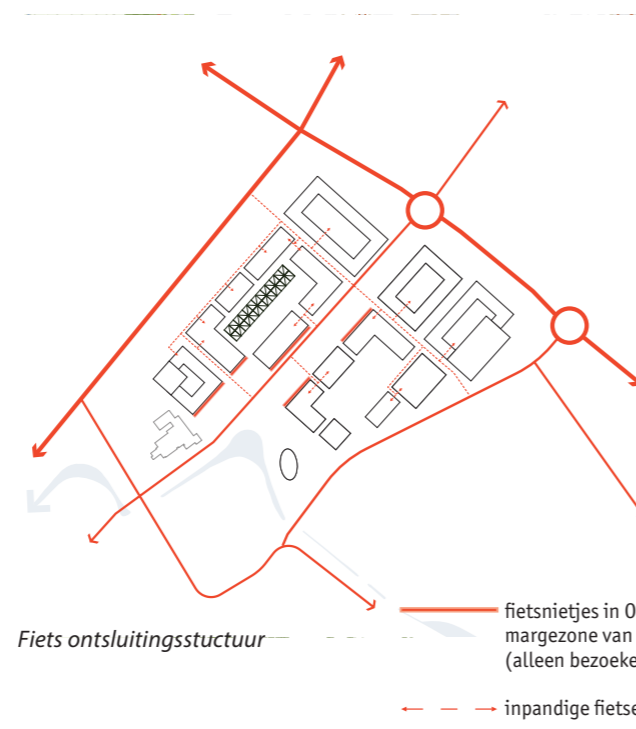 Fiets ontsluitingsstuctuur
fietsnietjes in 0
margezone van
(alleen bezoeke
inpandige fietse